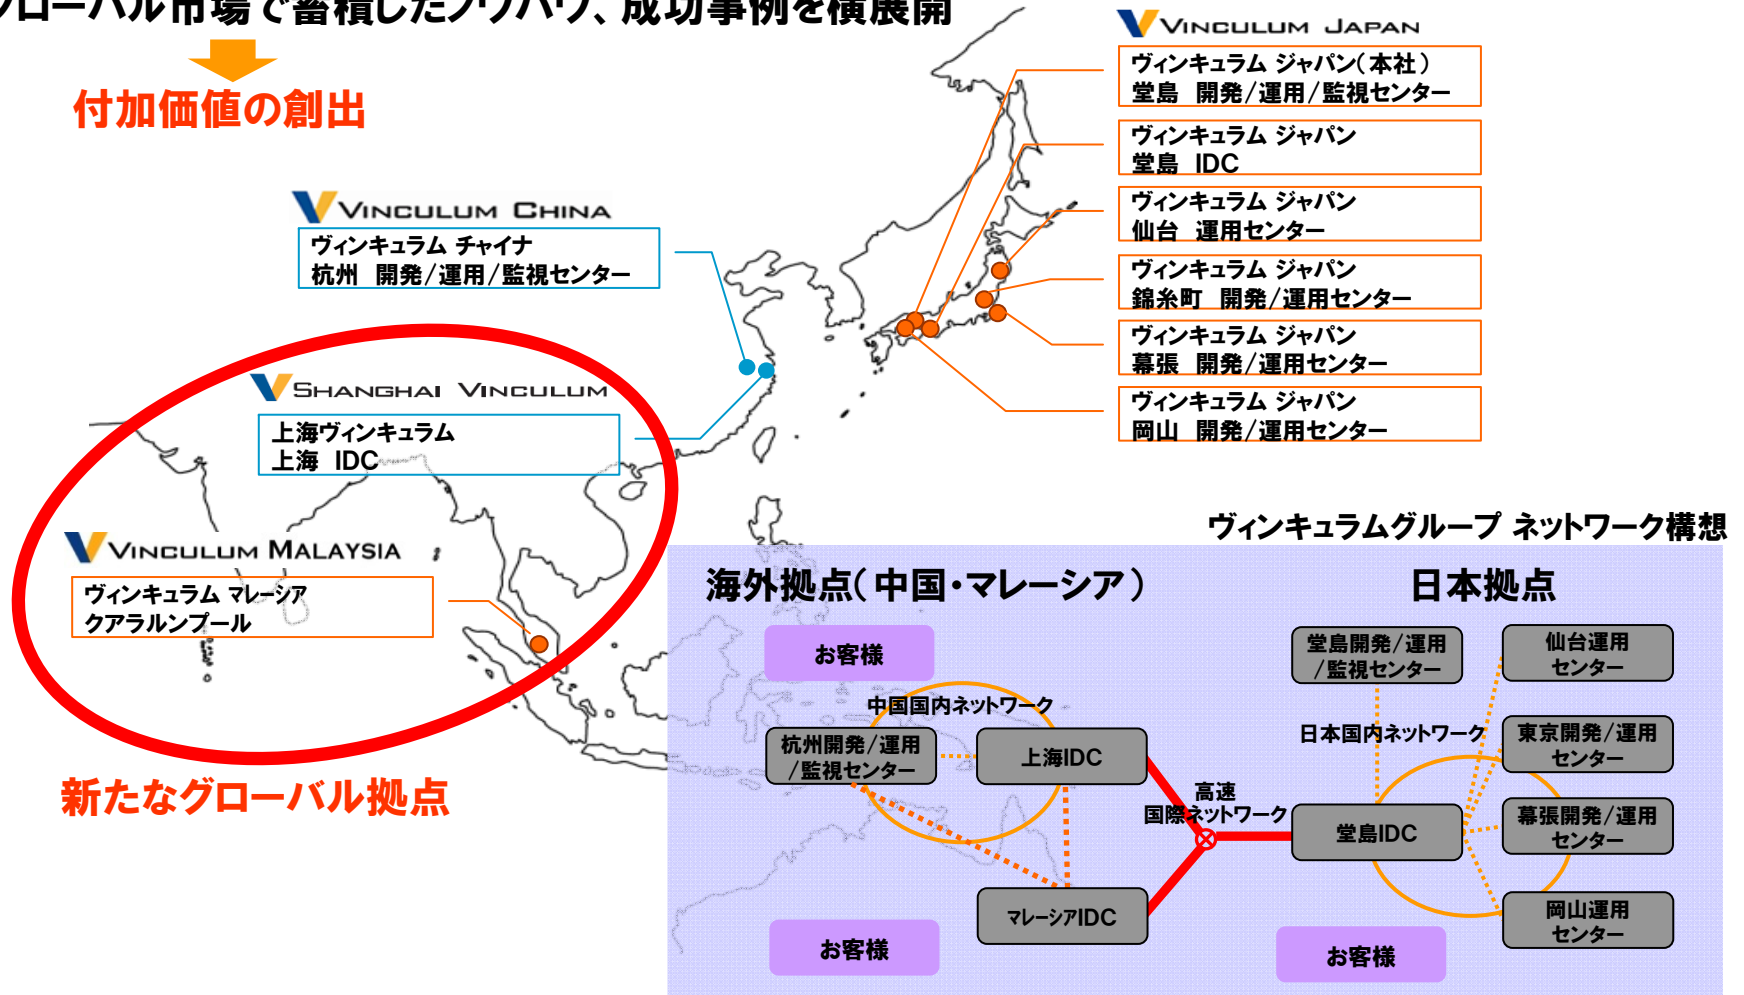 グローバル市場で蓄積したノウハウ、成功事例を横展開
付加価値の創出
VINCULUM JAPAN
ヴィンキュラム ジャパン(本社)
堂島 開発/運用/監視センター
ヴィンキュラム ジャパン
堂島 IDC
ヴィンキュラム ジャパン
仙台 運用センター
ヴィンキュラム ジャパン
錦糸町 開発/運用センター
ヴィンキュラム ジャパン
幕張 開発/運用センター
ヴィンキュラム ジャパン
岡山 開発/運用センター
VINCULUM CHINA
ヴィンキュラム チャイナ
杭州 開発/運用/監視センター
SHANGHAI VINCULUM
上海ヴィンキュラム
上海 IDC
VINCULUM MALAYSIA
ヴィンキュラム マレーシア
クアラルンプール
新たなグローバル拠点
ヴィンキュラムグループ ネットワーク構想
海外拠点(中国・マレーシア)
日本拠点
お客様
中国国内ネットワーク
杭州開発/運用
/監視センター
上海IDC
マレーシアIDC
お客様
高速
国際ネットワーク
堂島開発/運用
/監視センター
日本国内ネットワーク
堂島IDC
仙台運用
センター
東京開発/運用
センター
幕張開発/運用
センター
岡山運用
センター
お客様